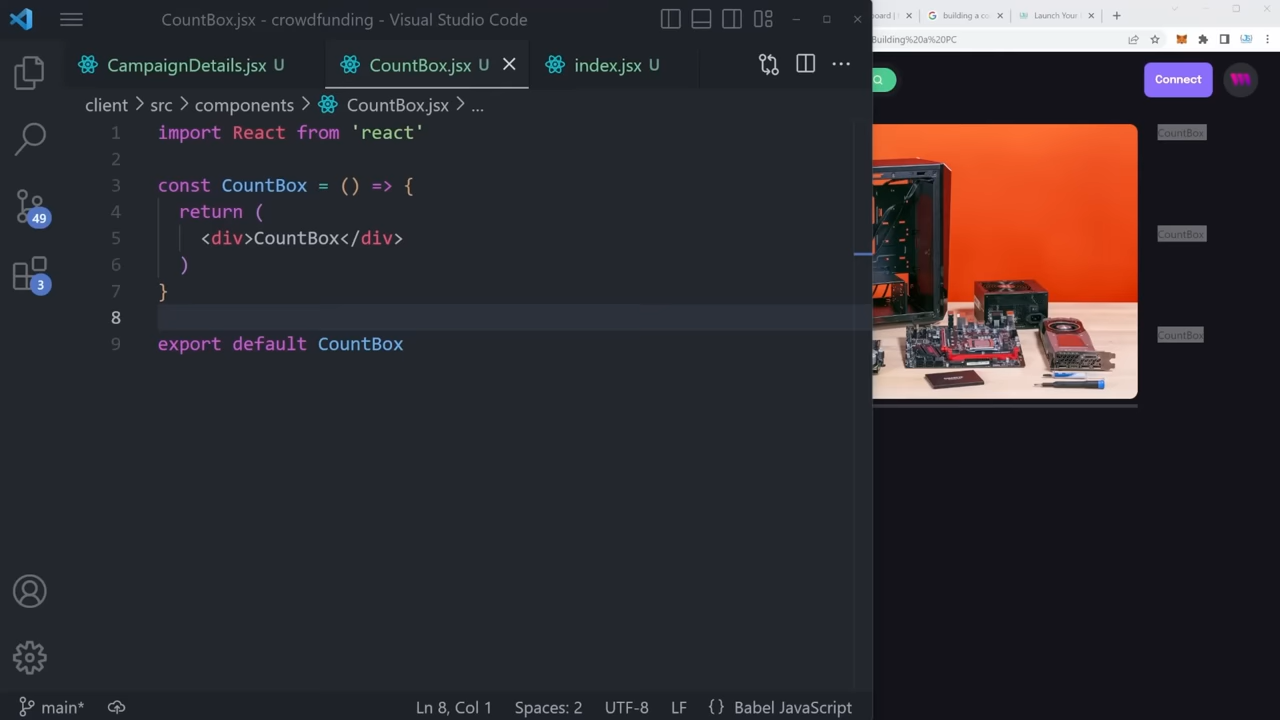 CountBox.jsx - crowdfunding - Visual Studio Code
CampaignDetails.jsx U
CountBox.jsx U
index.jsx U
client > src > components > CountBox.jsx > ...
1 import React from 'react'
2
3 const CountBox = () => {
4 return (
5 <div>CountBox</div>
6 )
7 }
8
9 export default CountBox
49
3
main*
Ln 8, Col 1
Spaces: 2
UTF-8
LF
{} Babel JavaScript
building a co
Launch Your
Building%20a%20PC
Connect
CountBox
CountBox
CountBox